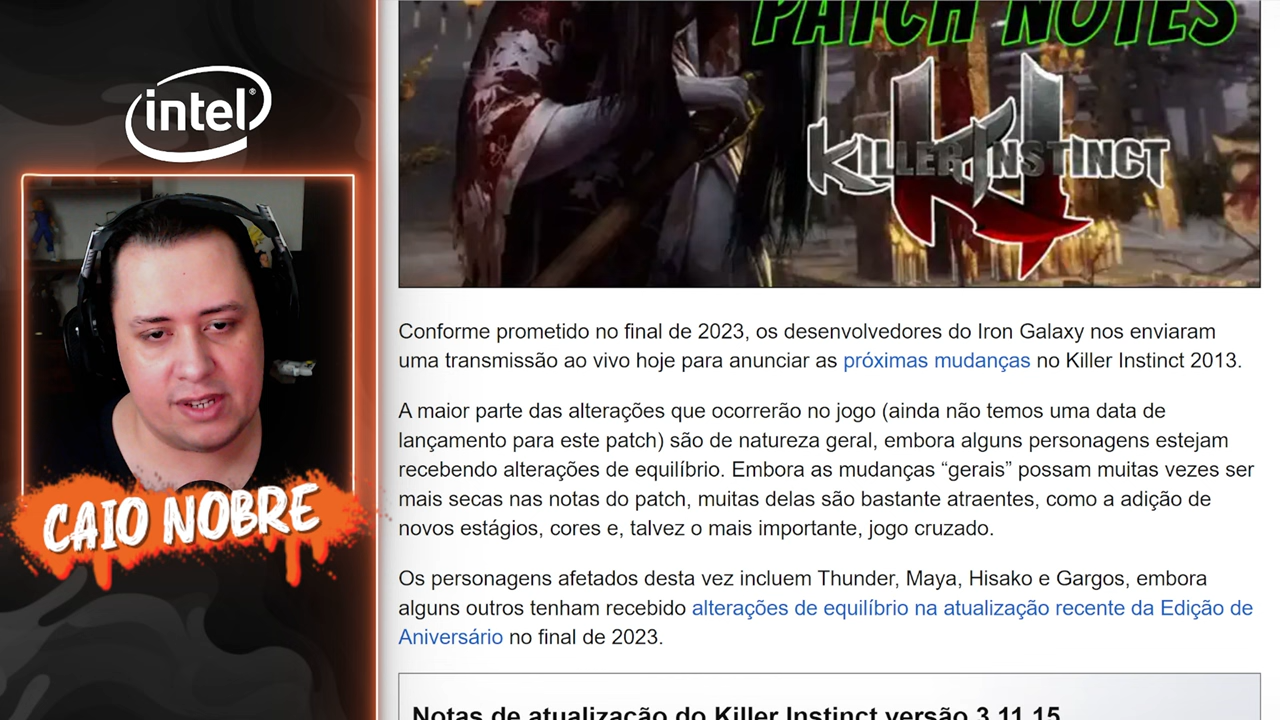 intel
CAIO NOBRE
PATCH NOTES
KILLER INSTINCT
Conforme prometido no final de 2023, os desenvolvedores do Iron Galaxy nos enviaram
uma transmissão ao vivo hoje para anunciar as próximas mudanças no Killer Instinct 2013.
A maior parte das alterações que ocorrerão no jogo (ainda não temos uma data de
lançamento para este patch) são de natureza geral, embora alguns personagens estejam
recebendo alterações de equilíbrio. Embora as mudanças “gerais” possam muitas vezes ser
mais secas nas notas do patch, muitas delas são bastante atraentes, como a adição de
novos estágios, cores e, talvez o mais importante, jogo cruzado.
Os personagens afetados desta vez incluem Thunder, Maya, Hisako e Gargos, embora
alguns outros tenham recebido alterações de equilíbrio na atualização recente da Edição de
Aniversário no final de 2023.
Notas de atualização do Killer Instinct versão 3.11.15